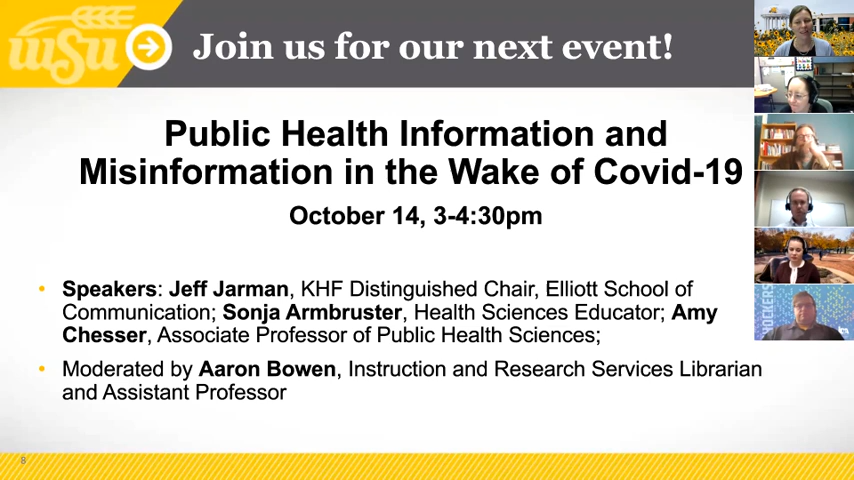 wsu
Join us for our next event!
Public Health Information and
Misinformation in the Wake of Covid-19
October 14, 3-4:30pm
• Speakers: Jeff Jarman, KHF Distinguished Chair, Elliott School of
Communication; Sonja Armbruster, Health Sciences Educator; Amy
Chesser, Associate Professor of Public Health Sciences;
• Moderated by Aaron Bowen, Instruction and Research Services Librarian
and Assistant Professor
HOCKERS
8